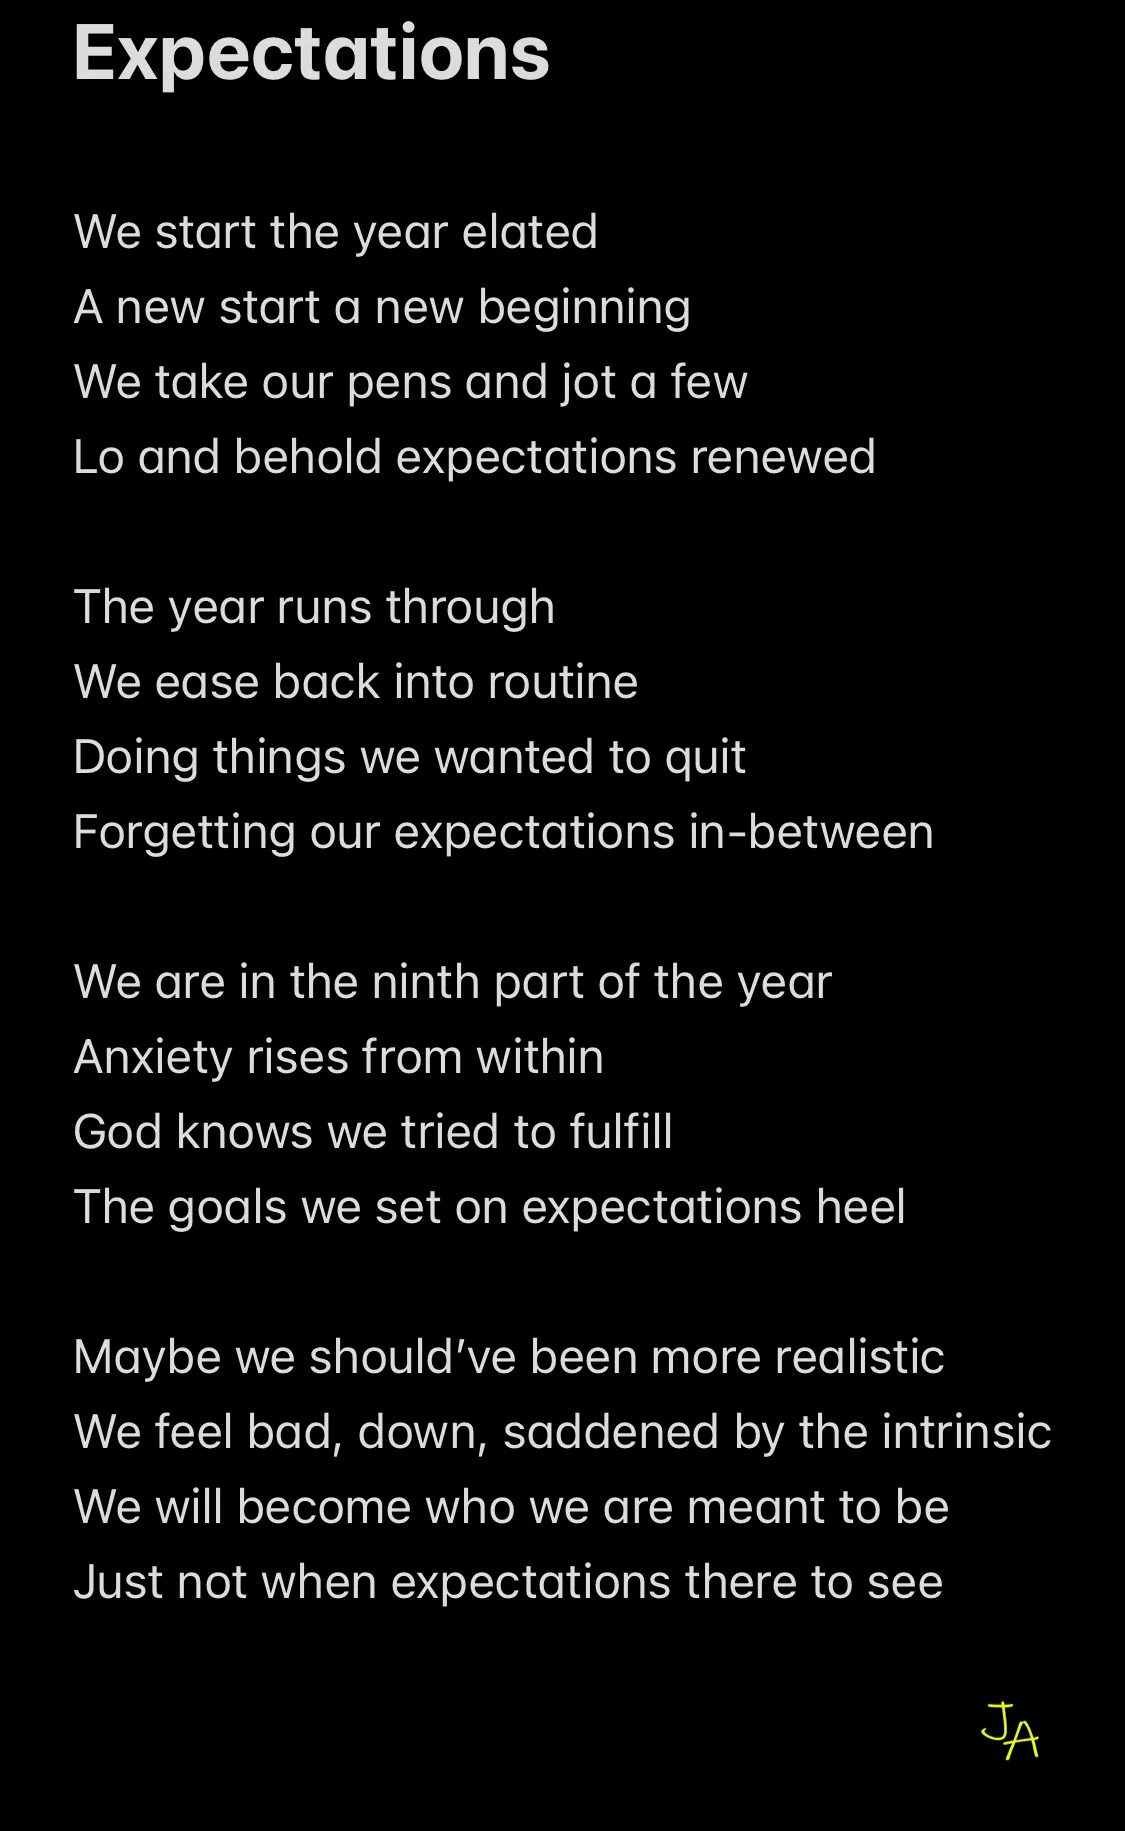 Expectations
We start the year elated
A new start a new beginning
We take our pens and jot a few
Lo and behold expectations renewed
The year runs through
We ease back into routine
Doing things we wanted to quit
Forgetting our expectations in-between
We are in the ninth part of the year
Anxiety rises from within
God knows we tried to fulfill
The goals we set on expectations heel
Maybe we should’ve been more realistic
We feel bad, down, saddened by the intrinsic
We will become who we are meant to be
Just not when expectations there to see
JA